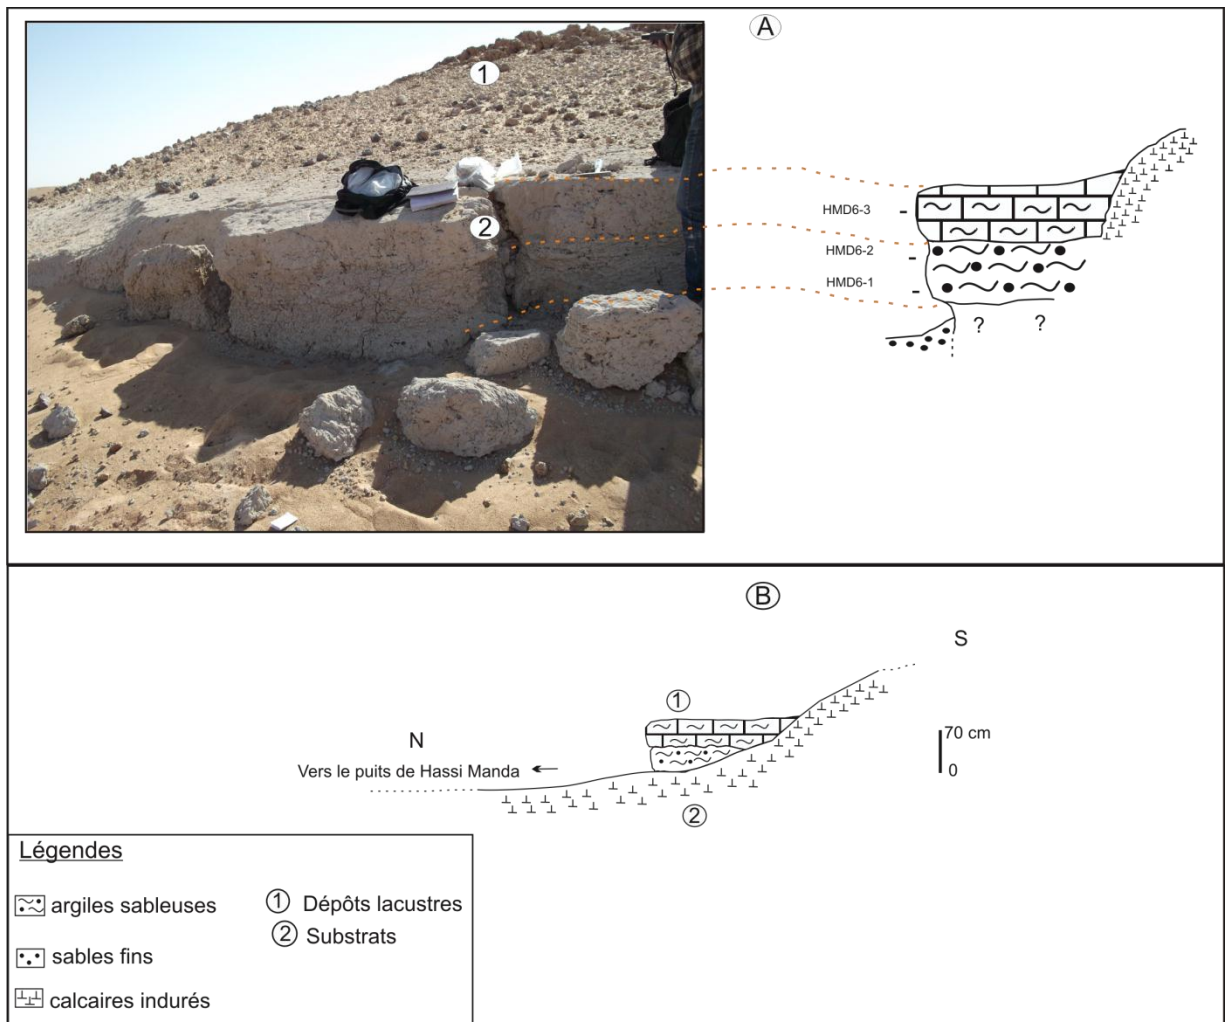 A
1
2
HMD6-3
HMD6-2
HMD6-1
? ?
B
S
1
70 cm
N
Vers le puits de Hassi Manda
0
2
Légendes
argiles sableuses
1 Dépôts lacustres
2 Substrats
sables fins
calcaires indurés